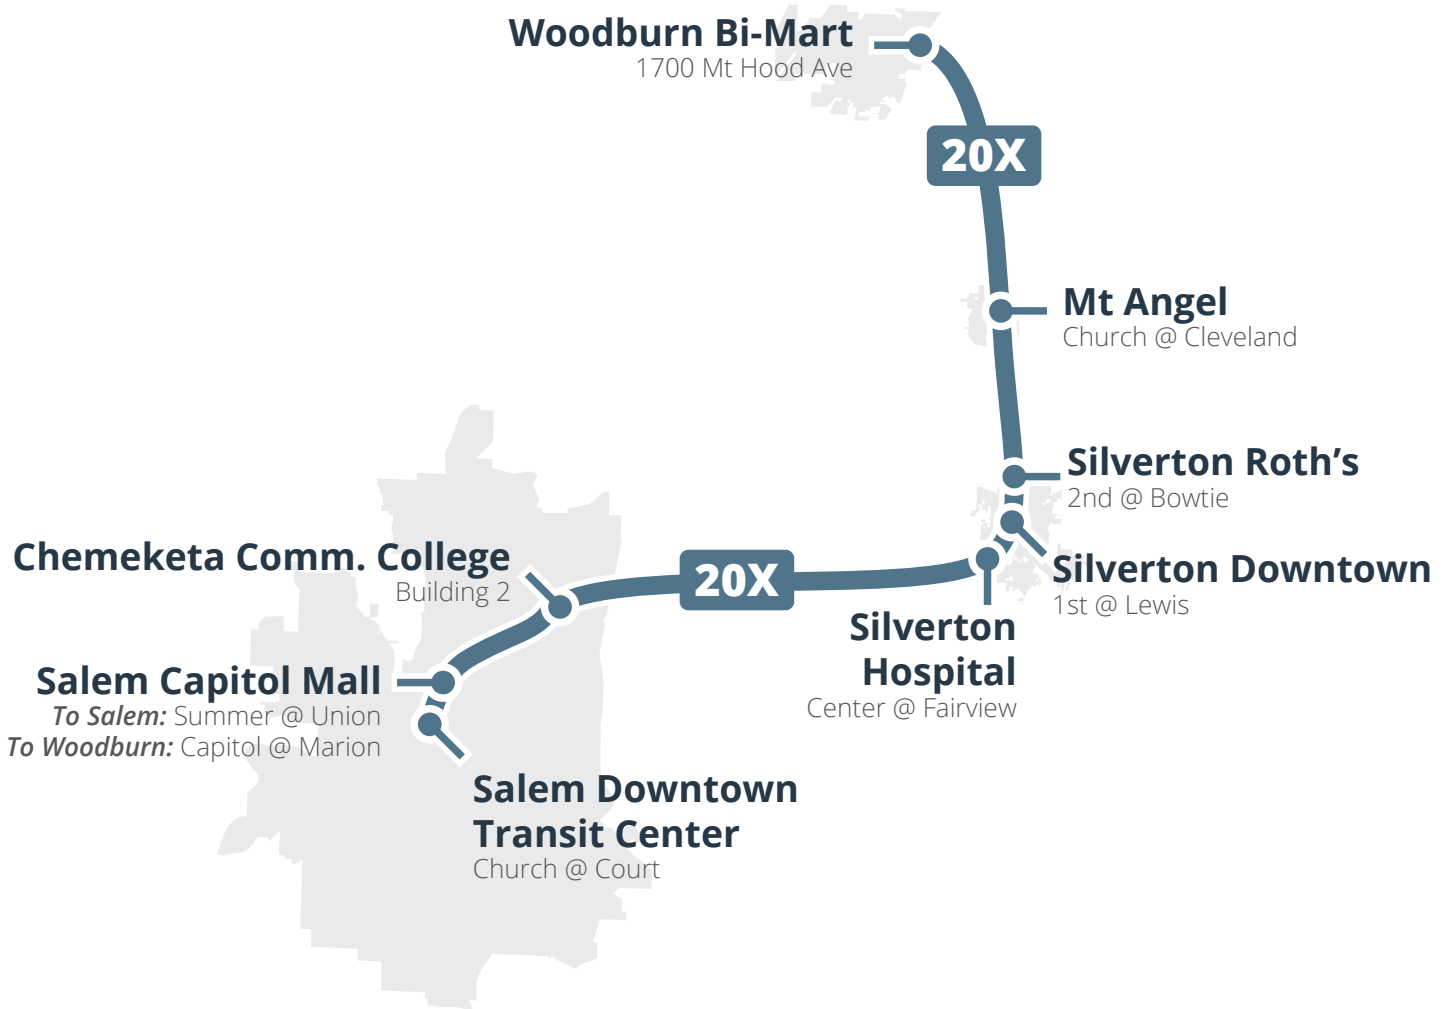 Woodburn Bi-Mart
1700 Mt Hood Ave
20X
Mt Angel
Church @ Cleveland
Silverton Roth’s
2nd @ Bowtie
Silverton Downtown
1st @ Lewis
Silverton
Hospital
Center @ Fairview
20X
Chemeketa Comm. College
Building 2
Salem Capitol Mall
To Salem: Summer @ Union
To Woodburn: Capitol @ Marion
Salem Downtown
Transit Center
Church @ Court